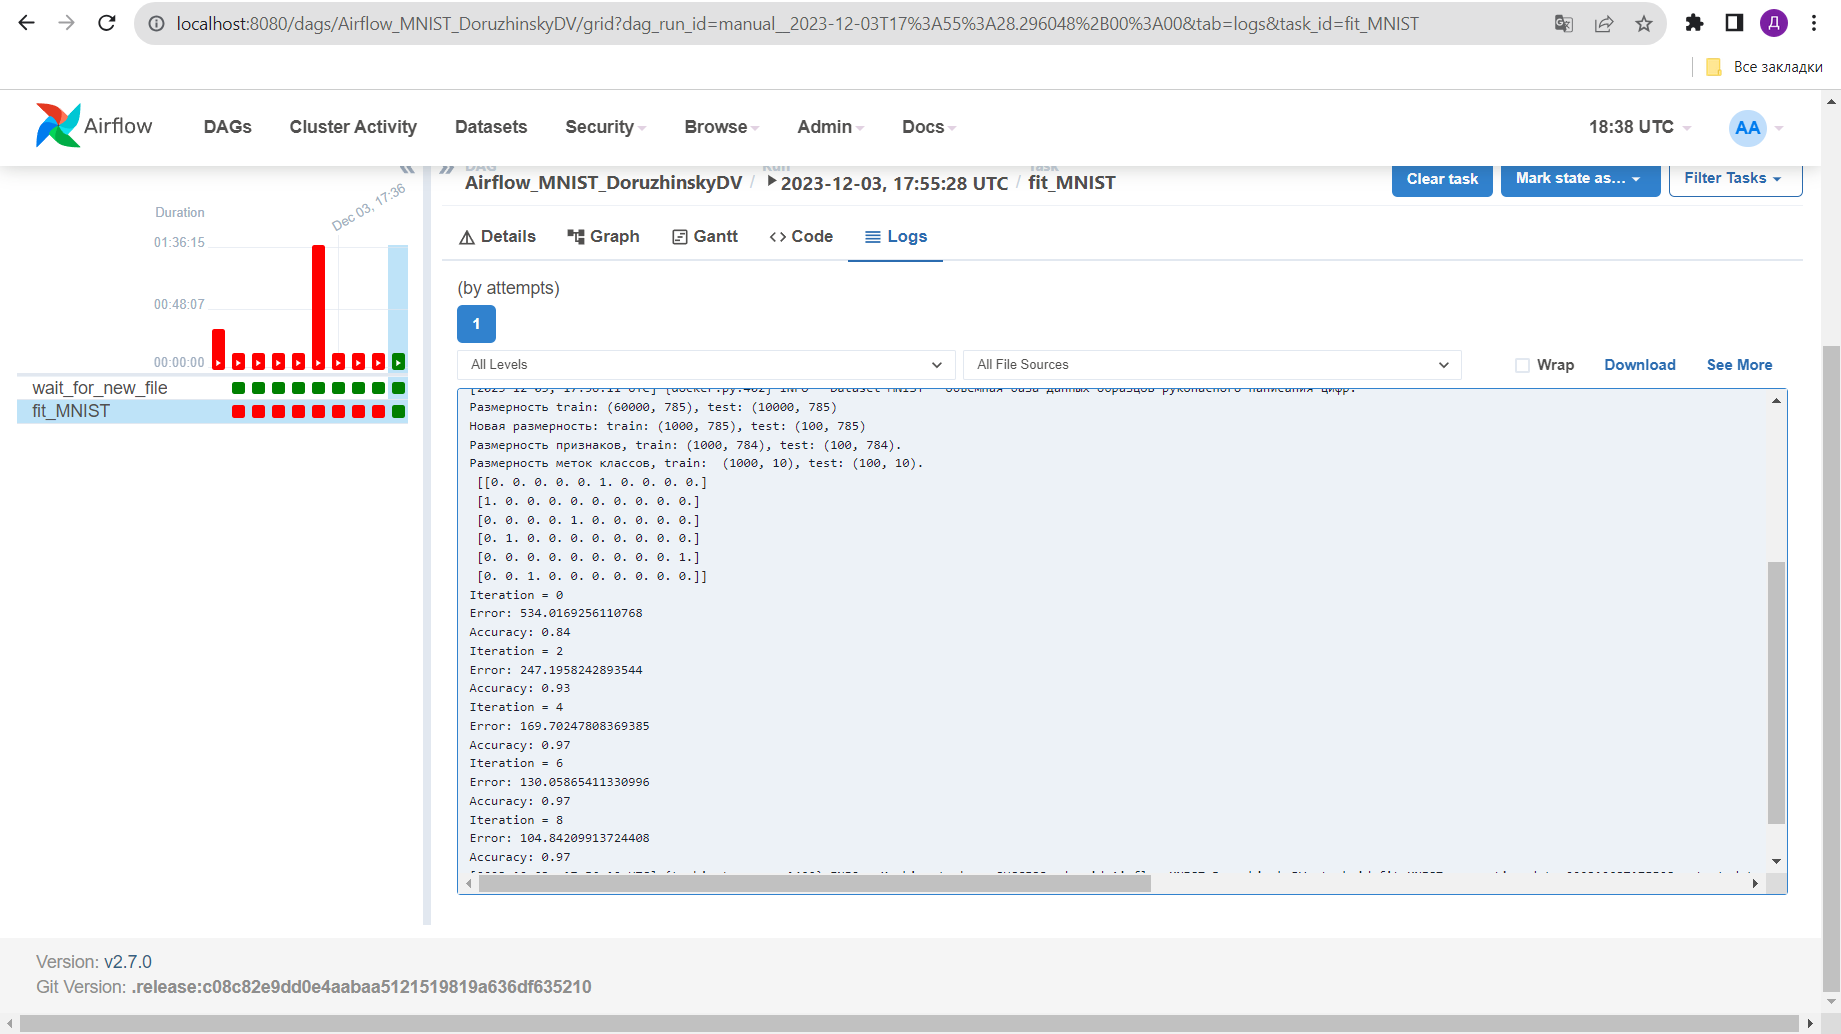 localhost:8080/dags/Airflow_MNIST_DoruzhinskyDV/grid?dag_run_id=manual__2023-12-03T17%3A55%3A28.296048%2B00%3A00&tab=logs&task_id=fit_MNIST
Д
Все закладки
Airflow
DAGs
Cluster Activity
Datasets
Security
Browse
Admin
Docs
18:38 UTC
AA
DAG
Run
Task
Airflow_MNIST_DoruzhinskyDV / 2023-12-03, 17:55:28 UTC / fit_MNIST
Clear task
Mark state as...
Filter Tasks
Dec 03, 17:36
Duration
01:36:15
00:48:07
00:00:00
wait_for_new_file
fit_MNIST
Details
Graph
Gantt
Code
Logs
(by attempts)
1
All Levels
All File Sources
Wrap
Download
See More
Размерность train: (60000, 785), test: (10000, 785)
Новая размерность: train: (1000, 785), test: (100, 785)
Размерность признаков, train: (1000, 784), test: (100, 784).
Размерность меток классов, train:  (1000, 10), test: (100, 10).
[[0. 0. 0. 0. 0. 1. 0. 0. 0. 0.]
[1. 0. 0. 0. 0. 0. 0. 0. 0. 0.]
[0. 0. 0. 0. 1. 0. 0. 0. 0. 0.]
[0. 1. 0. 0. 0. 0. 0. 0. 0. 0.]
[0. 0. 0. 0. 0. 0. 0. 0. 0. 1.]
[0. 0. 1. 0. 0. 0. 0. 0. 0. 0.]]
Iteration = 0
Error: 534.0169256110768
Accuracy: 0.84
Iteration = 2
Error: 247.1958242893544
Accuracy: 0.93
Iteration = 4
Error: 169.70247808369385
Accuracy: 0.97
Iteration = 6
Error: 130.05865411330996
Accuracy: 0.97
Iteration = 8
Error: 104.84209913724408
Accuracy: 0.97
Version: v2.7.0
Git Version: .release:c08c82e9dd0e4aabaa5121519819a636df635210